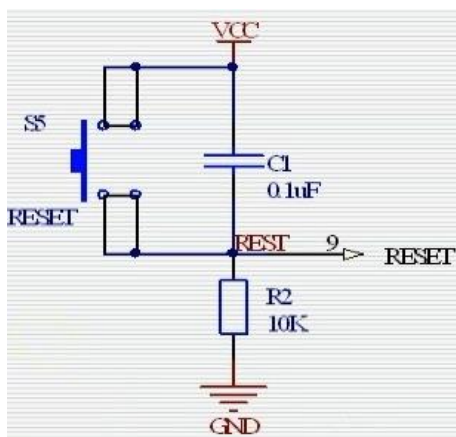 VCC
S5
C1
0.1uF
RESET
REST
9
RESET
R2
10K
GND